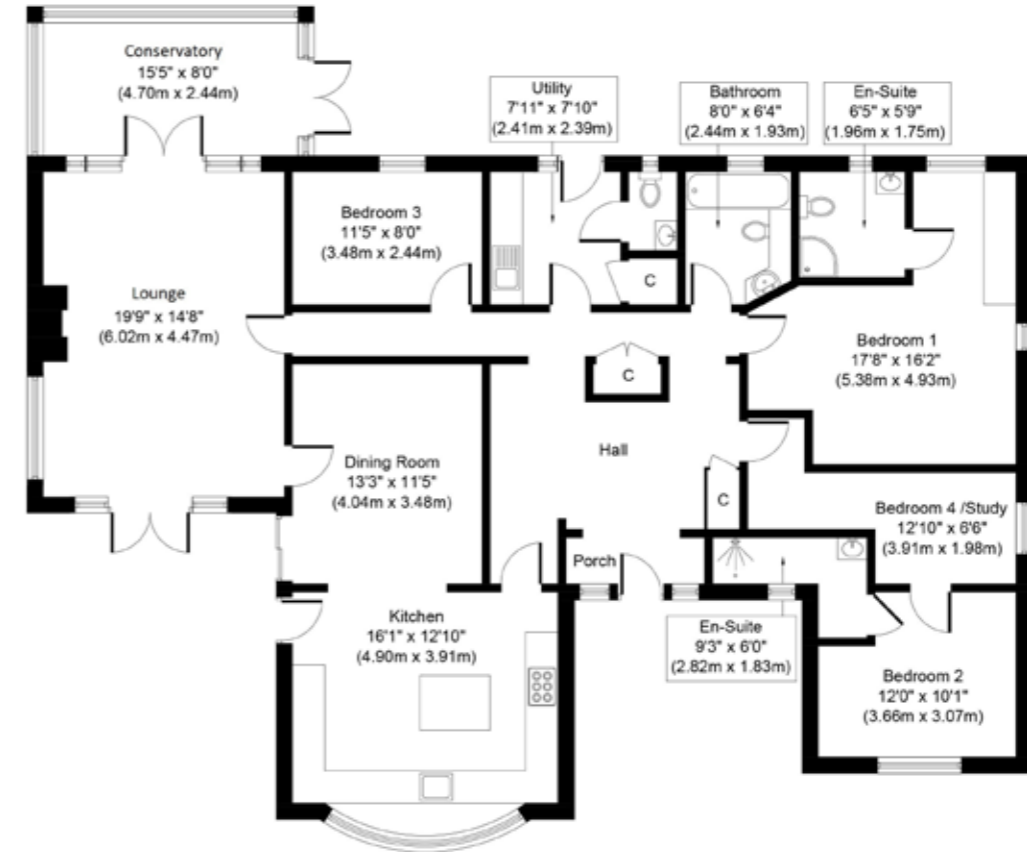 Conservatory
15'5" x 8'0"
(4.70m x 2.44m)
Utility
7'11" x 7'10"
(2.41m x 2.39m)
Bathroom
8'0" x 6'4"
(2.44m x 1.93m)
En-Suite
6'5" x 5'9"
(1.96m x 1.75m)
Bedroom 3
11'5" x 8'0"
(3.48m x 2.44m)
C
Lounge
19'9" x 14'8"
(6.02m x 4.47m)
Bedroom 1
17'8" x 16'2"
(5.38m x 4.93m)
C
Hall
Dining Room
13'3" x 11'5"
(4.04m x 3.48m)
C
Bedroom 4 /Study
12'10" x 6'6"
(3.91m x 1.98m)
Porch
Kitchen
16'1" x 12'10"
(4.90m x 3.91m)
En-Suite
9'3" x 6'0"
(2.82m x 1.83m)
Bedroom 2
12'0" x 10'1"
(3.66m x 3.07m)